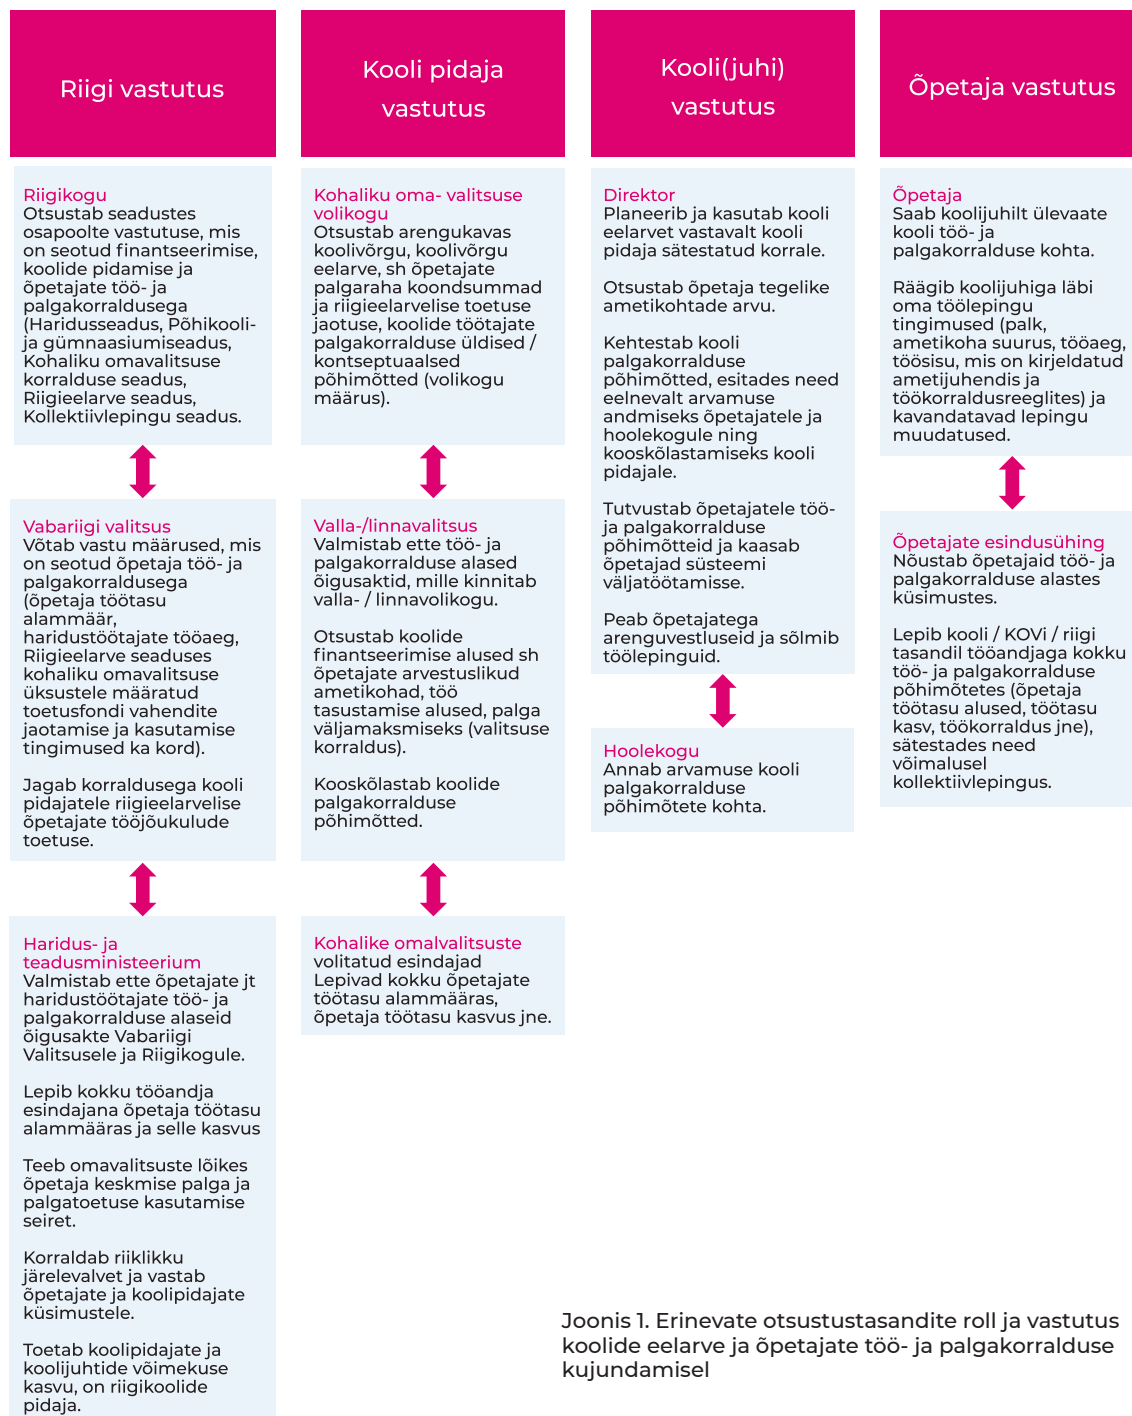 Riigi vastutus
Riigikogu
Otsustab seadustes
osapoolte vastutuse, mis
on seotud finantseerimise,
koolide pidamise ja
õpetajate töö- ja
palgakorraldusega
(Haridusseadus, Põhikooli-
ja gümnaasiumiseadus,
Kohaliku omavalitsuse
korralduse seadus,
Riigieelarve seadus,
Kollektiivlepingu seadus.
Vabariigi valitsus
Võtab vastu määrused, mis
on seotud õpetaja töö- ja
palgakorraldusega
(õpetaja töötasu
alammäär,
haridustöötajate tööaeg,
Riigieelarve seaduses
kohaliku omavalitsuse
üksustele määratud
toetusfondi vahendite
jaotamise ja kasutamise
tingimused ka kord).
Jagab korraldusega kooli
pidajatele riigieelarvelise
õpetajate tööjõukulude
toetuse.
Haridus- ja
teadusministeerium
Valmistab ette õpetajate jt
haridustöötajate töö- ja
palgakorralduse alaseid
õigusakte Vabariigi
Valitsusele ja Riigikogule.
Lepib kokku tööandja
esindajana õpetaja töötasu
alammääras ja selle kasvus
Teeb omavalitsuste lõikes
õpetaja keskmise palga ja
palgatoetuse kasutamise
seiret.
Korraldab riiklikku
järelevalvet ja vastab
õpetajate ja koolipidajate
küsimustele.
Toetab koolipidajate ja
koolijuhtide võimekuse
kasvu, on riigikoolide
pidaja.
Kooli pidaja
vastutus
Kohaliku oma- valitsuse
volikogu
Otsustab arengukavas
koolivõrgu, koolivõrgu
eelarve, sh õpetajate
palgaraha koondsummad
ja riigieelarvelise toetuse
jaotuse, koolide töötajate
palgakorralduse üldised /
kontseptuaalsed
põhimõtted (volikogu
määrus).
Valla-/linnavalitsus
Valmistab ette töö- ja
palgakorralduse alased
õigusaktid, mille kinnitab
valla- / linnavolikogu.
Otsustab koolide
finantseerimise alused sh
õpetajate arvestuslikud
ametikohad, töö
tasustamise alused, palga
väljamaksmiseks (valitsuse
korraldus).
Kooskõlastab koolide
palgakorralduse
põhimõtted.
Kohalike omalvalitsuste
volitatud esindajad
Lepivad kokku õpetajate
töötasu alammääras,
õpetaja töötasu kasvus jne.
Kooli(juhi)
vastutus
Direktor
Planeerib ja kasutab kooli
eelarvet vastavalt kooli
pidaja sätestatud korrale.
Otsustab õpetaja tegelike
ametikohtade arvu.
Kehtestab kooli
palgakorralduse
põhimõtted, esitades need
eelnevalt arvamuse
andmiseks õpetajatele ja
hoolekogule ning
kooskõlastamiseks kooli
pidajale.
Tutvustab õpetajatele töö-
ja palgakorralduse
põhimõtteid ja kaasab
õpetajad süsteemi
väljatöötamisse.
Peab õpetajatega
arenguvestluseid ja sõlmib
töölepinguid.
Hoolekogu
Annab arvamuse kooli
palgakorralduse
põhimõtete kohta.
Õpetaja vastutus
Õpetaja
Saab koolijuhilt ülevaate
kooli töö- ja
palgakorralduse kohta.
Räägib koolijuhiga läbi
oma töölepingu
tingimused (palk,
ametikoha suurus, tööaeg,
töösisu, mis on kirjeldatud
ametijuhendis ja
töökorraldusreeglites) ja
kavandatavad lepingu
muudatused.
Õpetajate esindusühing
Nõustab õpetajaid töö- ja
palgakorralduse alastes
küsimustes.
Lepib kooli / KOVi / riigi
tasandil tööandjaga kokku
töö- ja palgakorralduse
põhimõtetes (õpetaja
töötasu alused, töötasu
kasv, töökorraldus jne),
sätestades need
võimalusel
kollektiivlepingus.
Joonis 1. Erinevate otsustustasandite roll ja vastutus
koolide eelarve ja õpetajate töö- ja palgakorralduse
kujundamisel